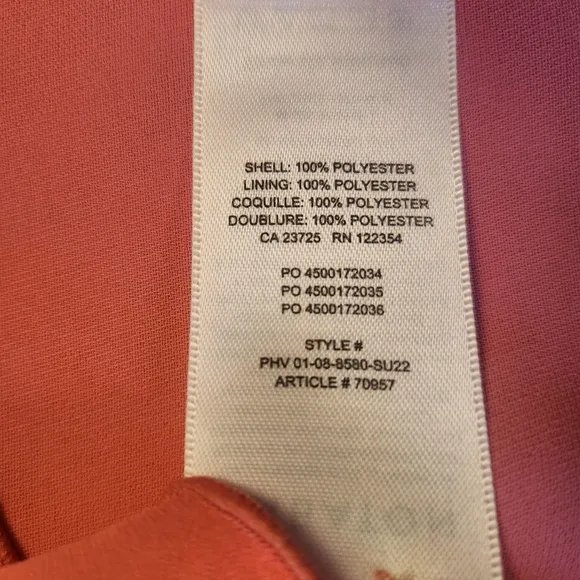 SHELL: 100% POLYESTER
LINING: 100% POLYESTER
COQUILLE: 100% POLYESTER
DOUBLURE: 100% POLYESTER
CA 23725 RN 122354
PO 4500172034
PO 4500172035
PO 4500172036
STYLE #
PHV 01-08-8580-SU22
ARTICLE # 70957